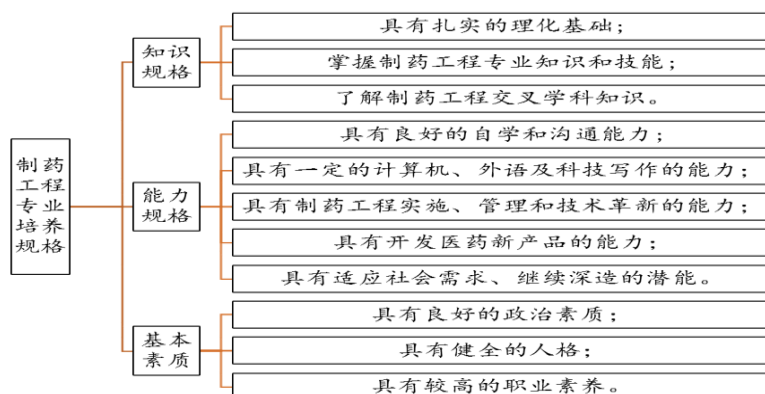 制药
工程
专业
培养
规格
知识
规格
具有扎实的理化基础；
掌握制药工程专业知识和技能；
了解制药工程交叉学科知识。
能力
规格
具有良好的自学和沟通能力；
具有一定的计算机、外语及科技写作的能力；
具有制药工程实施、管理和技术革新的能力；
具有开发医药新产品的能力；
具有适应社会需求、继续深造的潜能。
基本
素质
具有良好的政治素质；
具有健全的人格；
具有较高的职业素养。